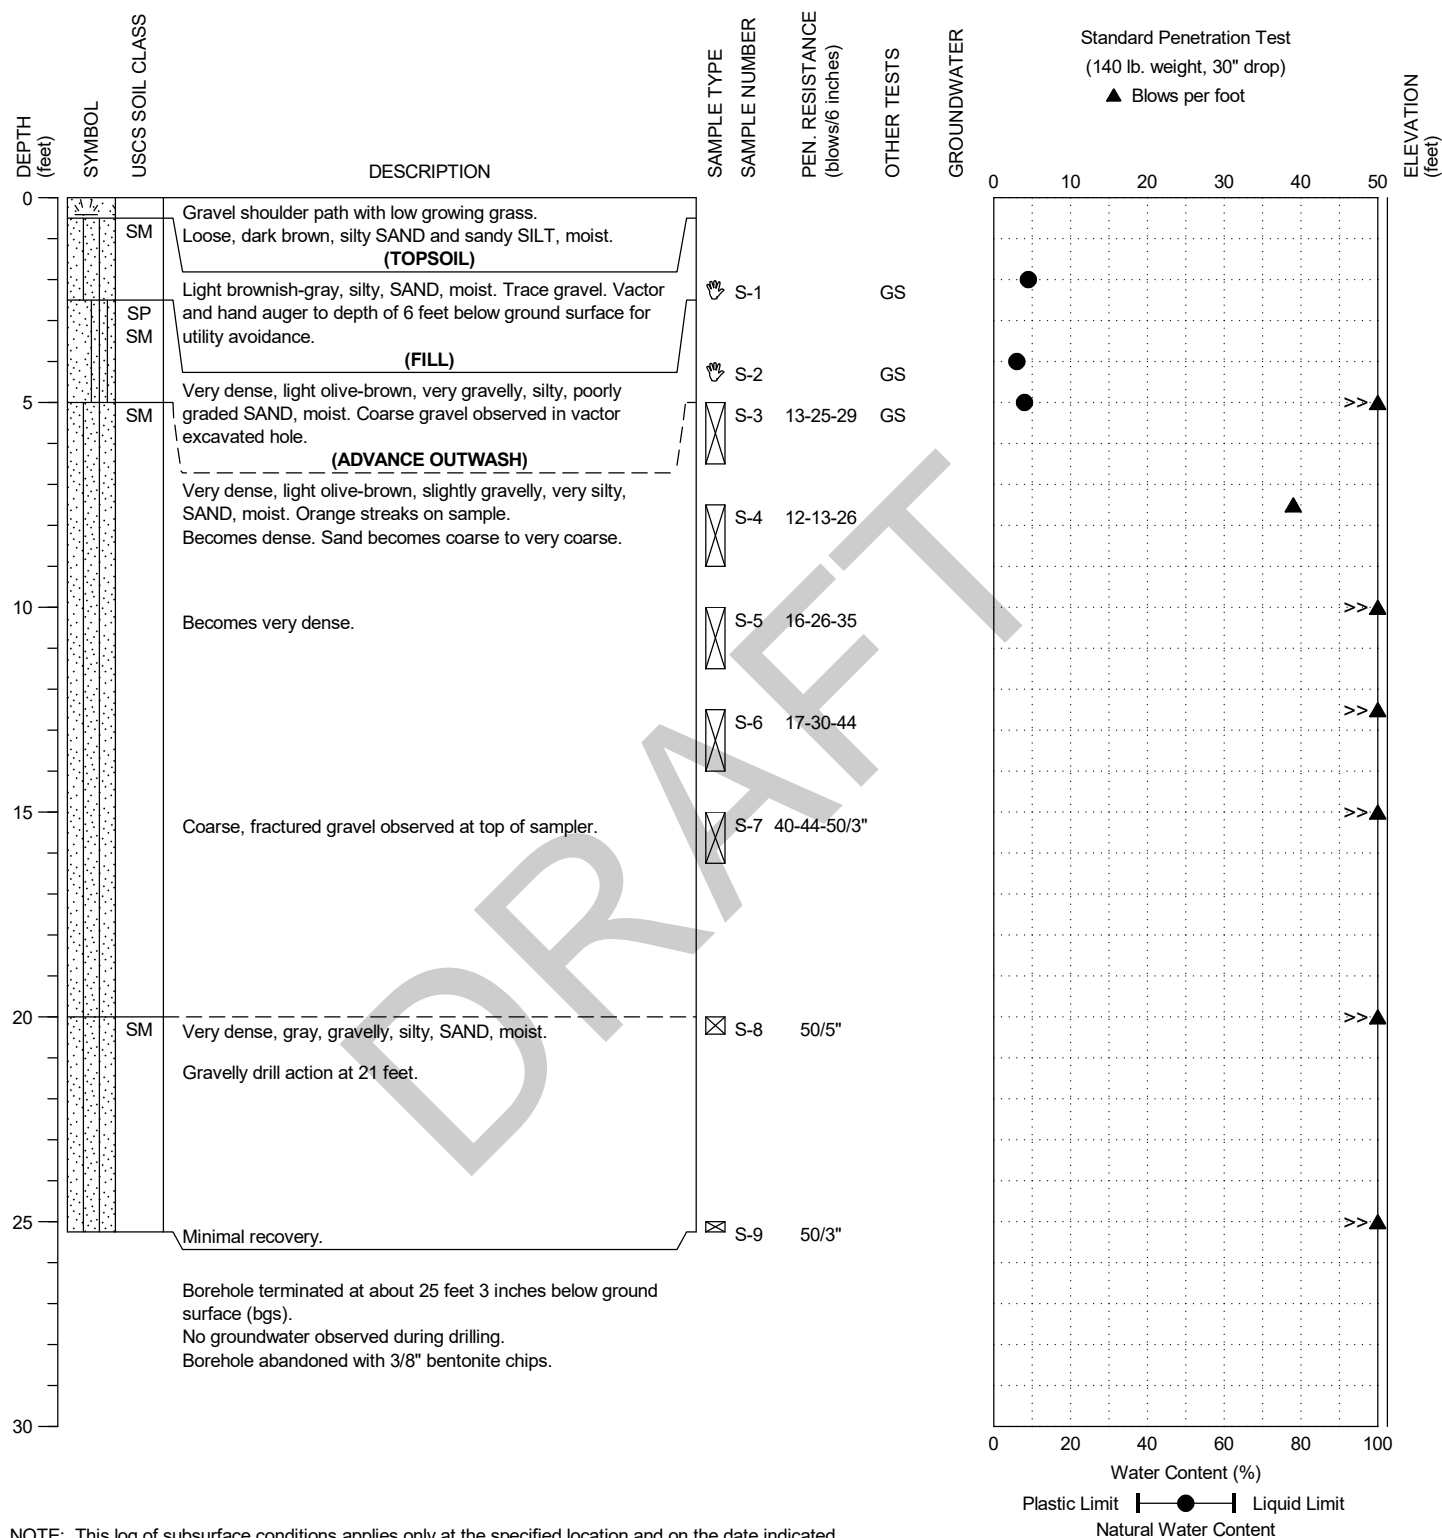 DEPTH
(feet)
SYMBOL
USCS SOIL CLASS
DESCRIPTION
SAMPLE TYPE
SAMPLE NUMBER
PEN. RESISTANCE
(blows/6 inches)
OTHER TESTS
GROUNDWATER
Standard Penetration Test
(140 lb. weight, 30" drop)
▲ Blows per foot
ELEVATION
(feet)
0 10 20 30 40 50
0
Gravel shoulder path with low growing grass.
SM Loose, dark brown, silty SAND and sandy SILT, moist.
(TOPSOIL)
Light brownish-gray, silty, SAND, moist. Trace gravel. Vactor S-1 GS
SP and hand auger to depth of 6 feet below ground surface for
SM utility avoidance.
(FILL)
S-2 GS
Very dense, light olive-brown, very gravelly, silty, poorly
5 >>
SM graded SAND, moist. Coarse gravel observed in vactor S-3 13-25-29 GS
excavated hole.
(ADVANCE OUTWASH)
Very dense, light olive-brown, slightly gravelly, very silty,
SAND, moist. Orange streaks on sample. S-4 12-13-26
Becomes dense. Sand becomes coarse to very coarse.
10 >>
Becomes very dense. S-5 16-26-35
>>
S-6 17-30-44
15 >>
Coarse, fractured gravel observed at top of sampler. S-7 40-44-50/3"
20 >>
SM Very dense, gray, gravelly, silty, SAND, moist. S-8 50/5"
Gravelly drill action at 21 feet.
25 >>
Minimal recovery. S-9 50/3"
Borehole terminated at about 25 feet 3 inches below ground
surface (bgs).
No groundwater observed during drilling.
Borehole abandoned with 3/8" bentonite chips.
30
DRAFT
0 20 40 60 80 100
Water Content (%)
Plastic Limit Liquid Limit
Natural Water Content
NOTE: This log of subsurface conditions applies only at the specified location and on the date indicated